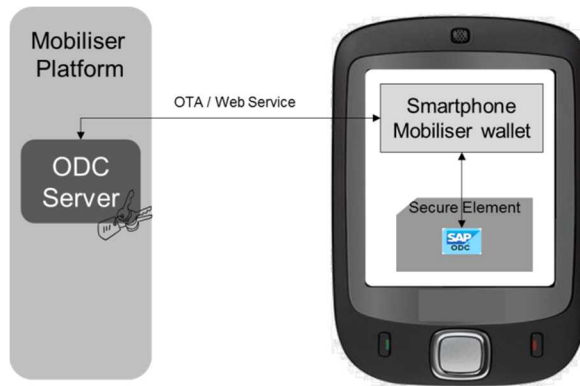 Mobiliser
Platform
OTA / Web Service
ODC
Server
Smartphone
Mobiliser wallet
Secure Element
SAP
ODC